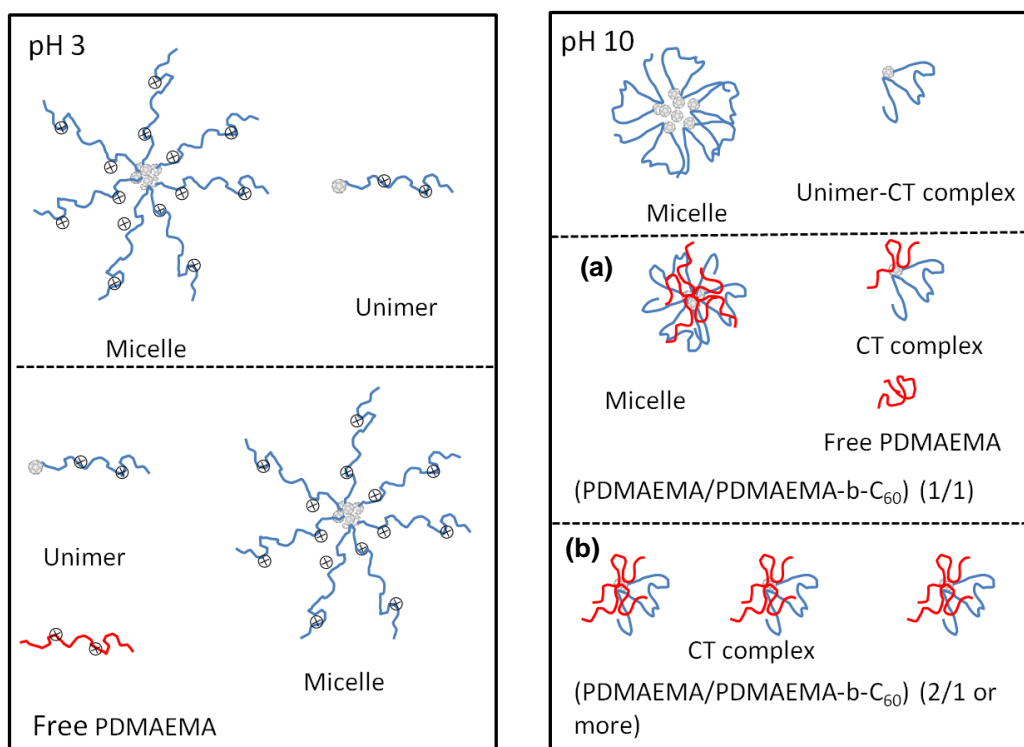 pH 3
Micelle
Unimer
Unimer
Free PDMAEMA
Micelle
pH 10
Micelle
Unimer-CT complex
(a)
Micelle
CT complex
Free PDMAEMA
(PDMAEMA/PDMAEMA-b-C₆₀) (1/1)
(b)
CT complex
(PDMAEMA/PDMAEMA-b-C₆₀) (2/1 or
more)